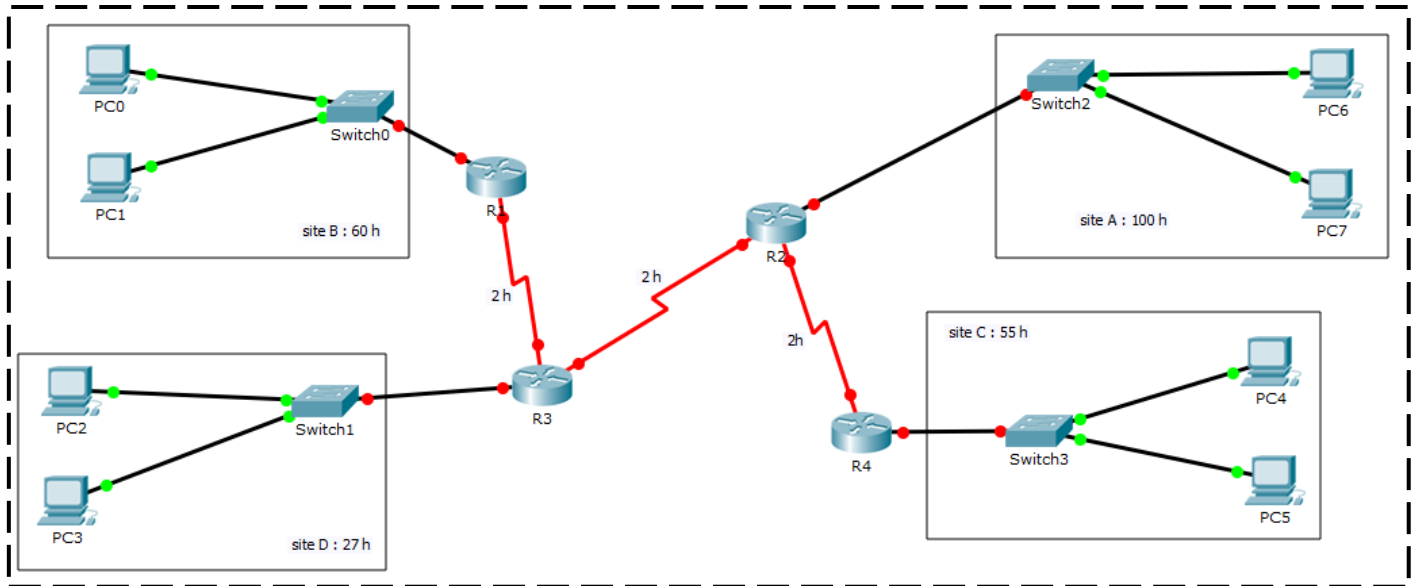 PC0
Switch0
PC1
R1
site B : 60 h
Switch2
PC6
PC7
site A : 100 h
R2
2 h
2 h
2h
site C : 55 h
PC4
Switch3
PC5
R4
PC2
Switch1
R3
PC3
site D : 27 h